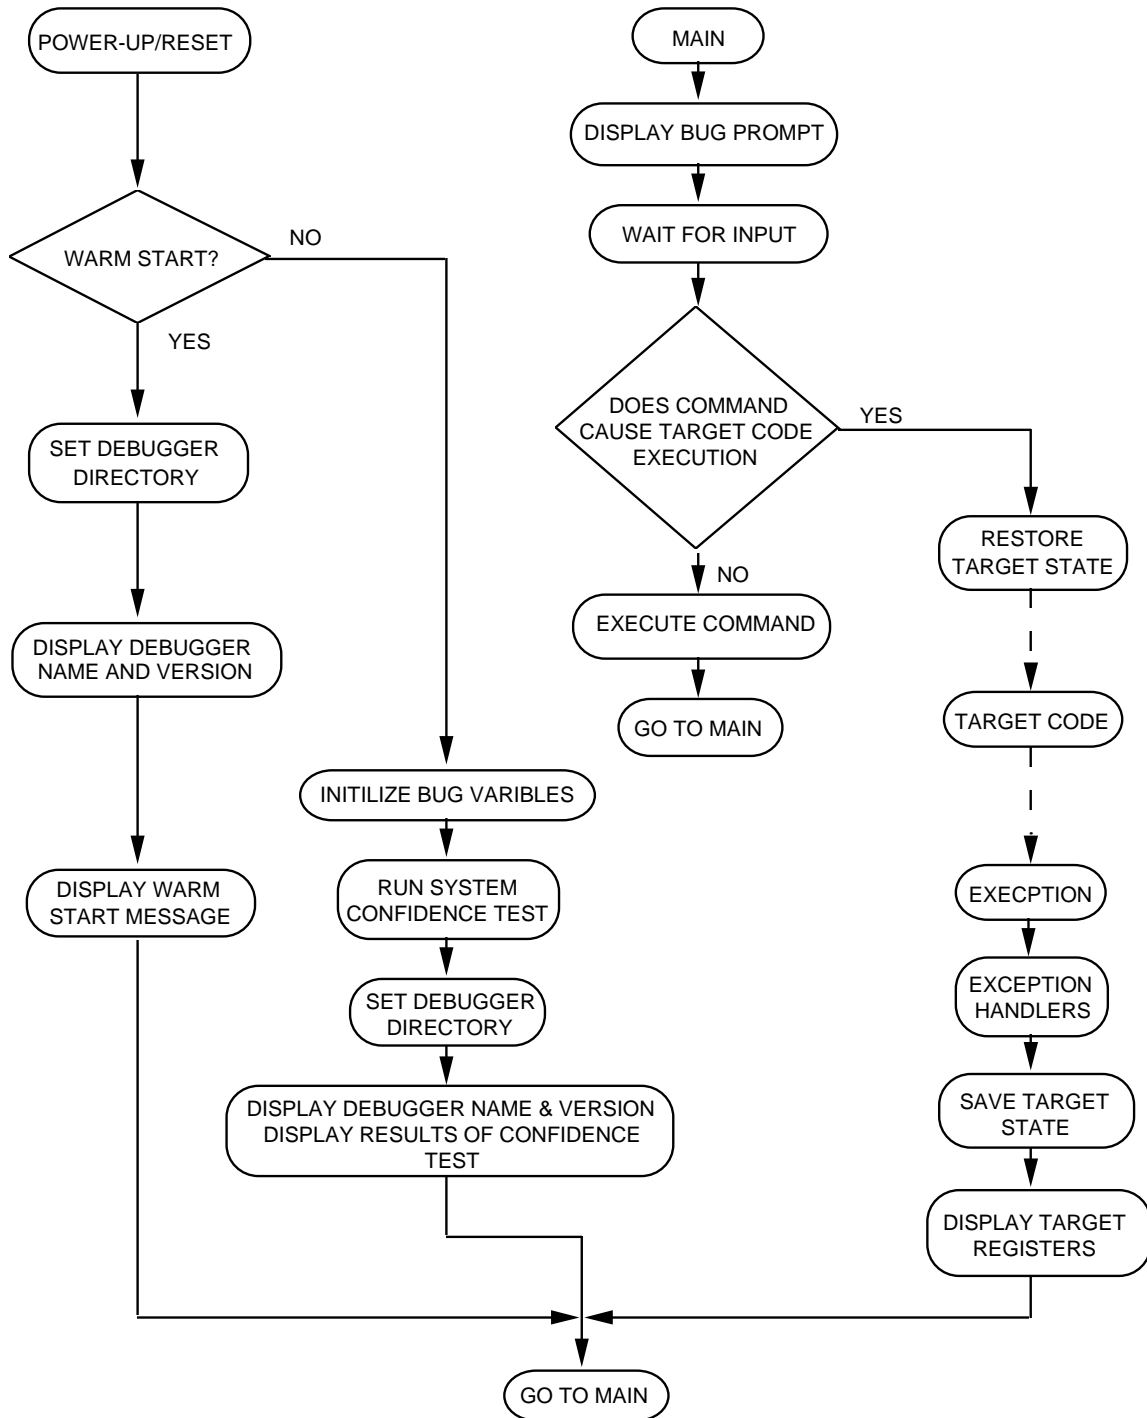 POWER-UP/RESET
WARM START?
NO
YES
SET DEBUGGER
DIRECTORY
DISPLAY DEBUGGER
NAME AND VERSION
DISPLAY WARM
START MESSAGE
INITILIZE BUG VARIBLES
RUN SYSTEM
CONFIDENCE TEST
SET DEBUGGER
DIRECTORY
DISPLAY DEBUGGER NAME & VERSION
DISPLAY RESULTS OF CONFIDENCE
TEST
MAIN
DISPLAY BUG PROMPT
WAIT FOR INPUT
DOES COMMAND
CAUSE TARGET CODE
EXECUTION
YES
NO
EXECUTE COMMAND
GO TO MAIN
RESTORE
TARGET STATE
TARGET CODE
EXECPTION
EXCEPTION
HANDLERS
SAVE TARGET
STATE
DISPLAY TARGET
REGISTERS
GO TO MAIN